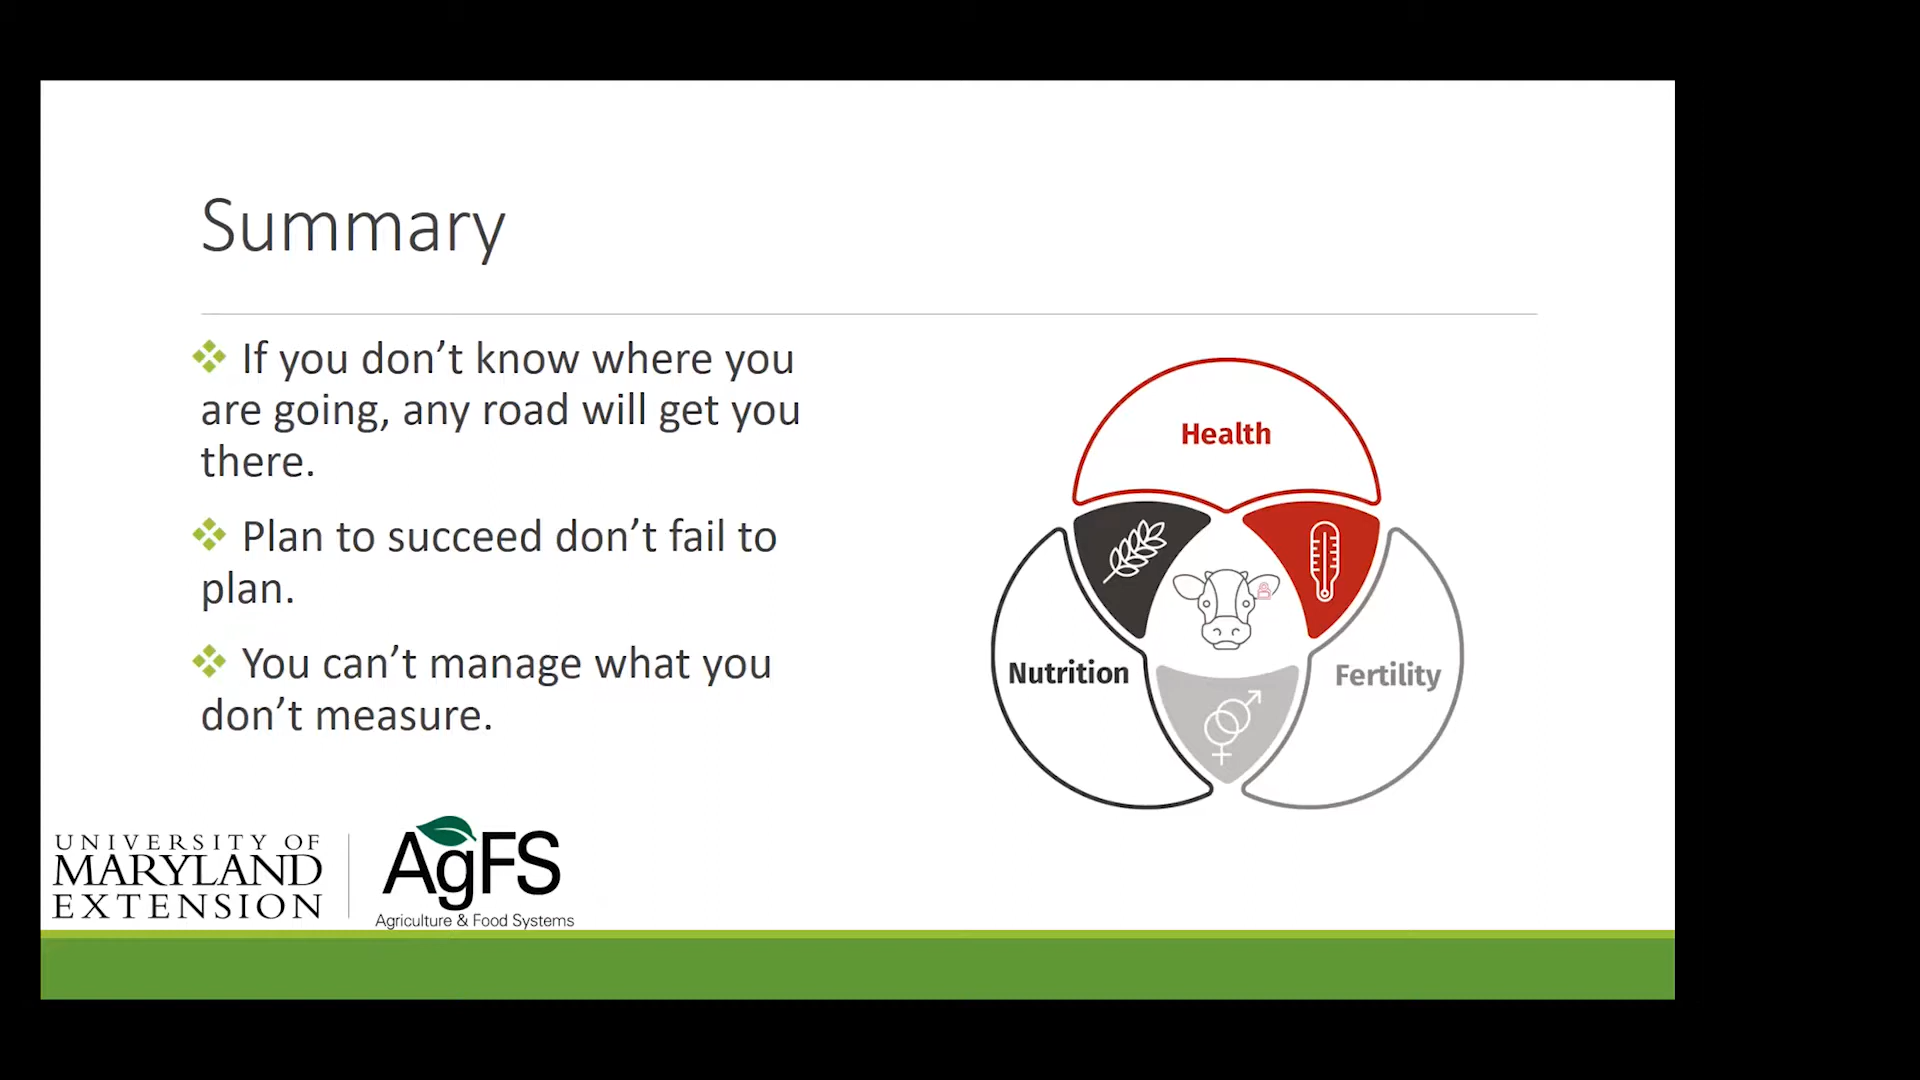 Summary
If you don’t know where you
are going, any road will get you
there.
Plan to succeed don’t fail to
plan.
You can’t manage what you
don’t measure.
Health
Nutrition
Fertility
UNIVERSITY OF
MARYLAND
EXTENSION
AgFS
Agriculture & Food Systems